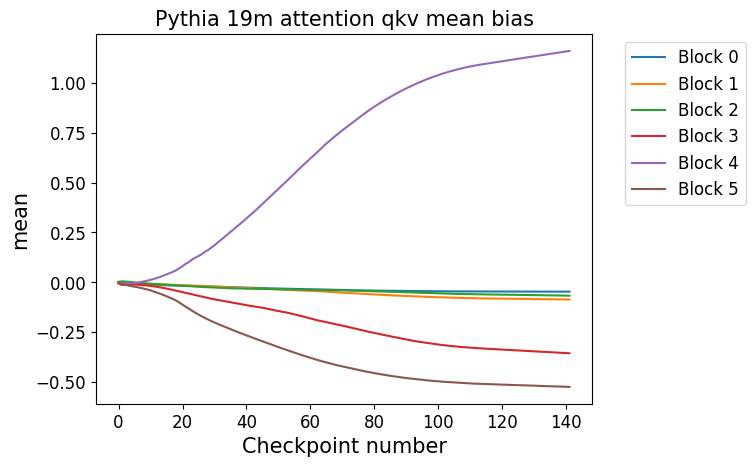 Pythia 19m attention qkv mean bias
mean
1.00
0.75
0.50
0.25
0.00
−0.25
−0.50
0 20 40 60 80 100 120 140
Checkpoint number
Block 0
Block 1
Block 2
Block 3
Block 4
Block 5